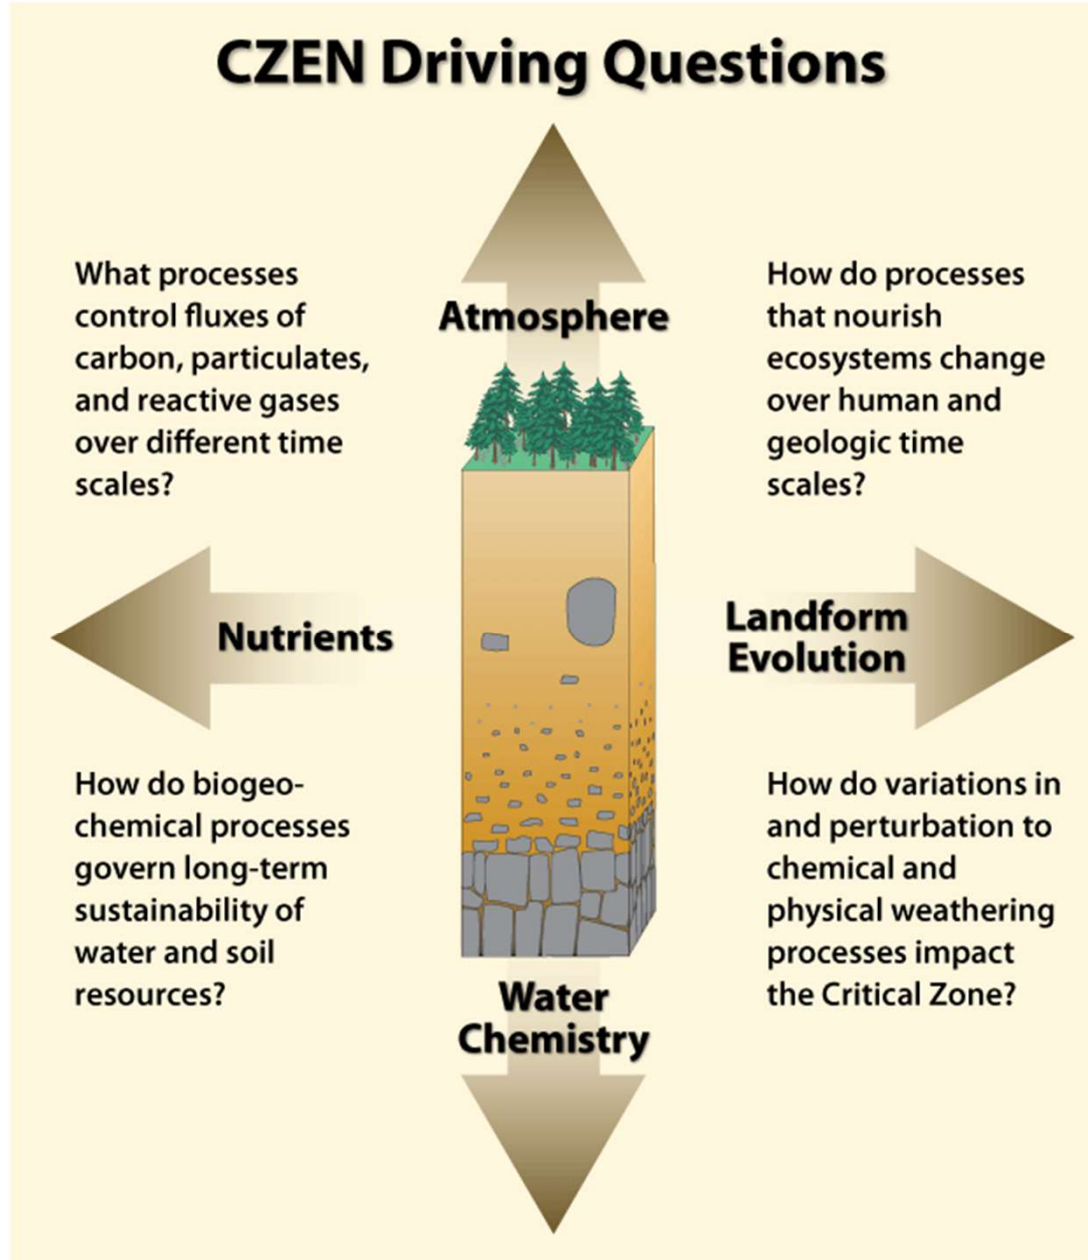 CZEN Driving Questions
What processes
control fluxes of
carbon, particulates,
and reactive gases
over different time
scales?
Atmosphere
How do processes
that nourish
ecosystems change
over human and
geologic time
scales?
Nutrients
Landform
Evolution
How do biogeo-
chemical processes
govern long-term
sustainability of
water and soil
resources?
How do variations in
and perturbation to
chemical and
physical weathering
processes impact
the Critical Zone?
Water
Chemistry